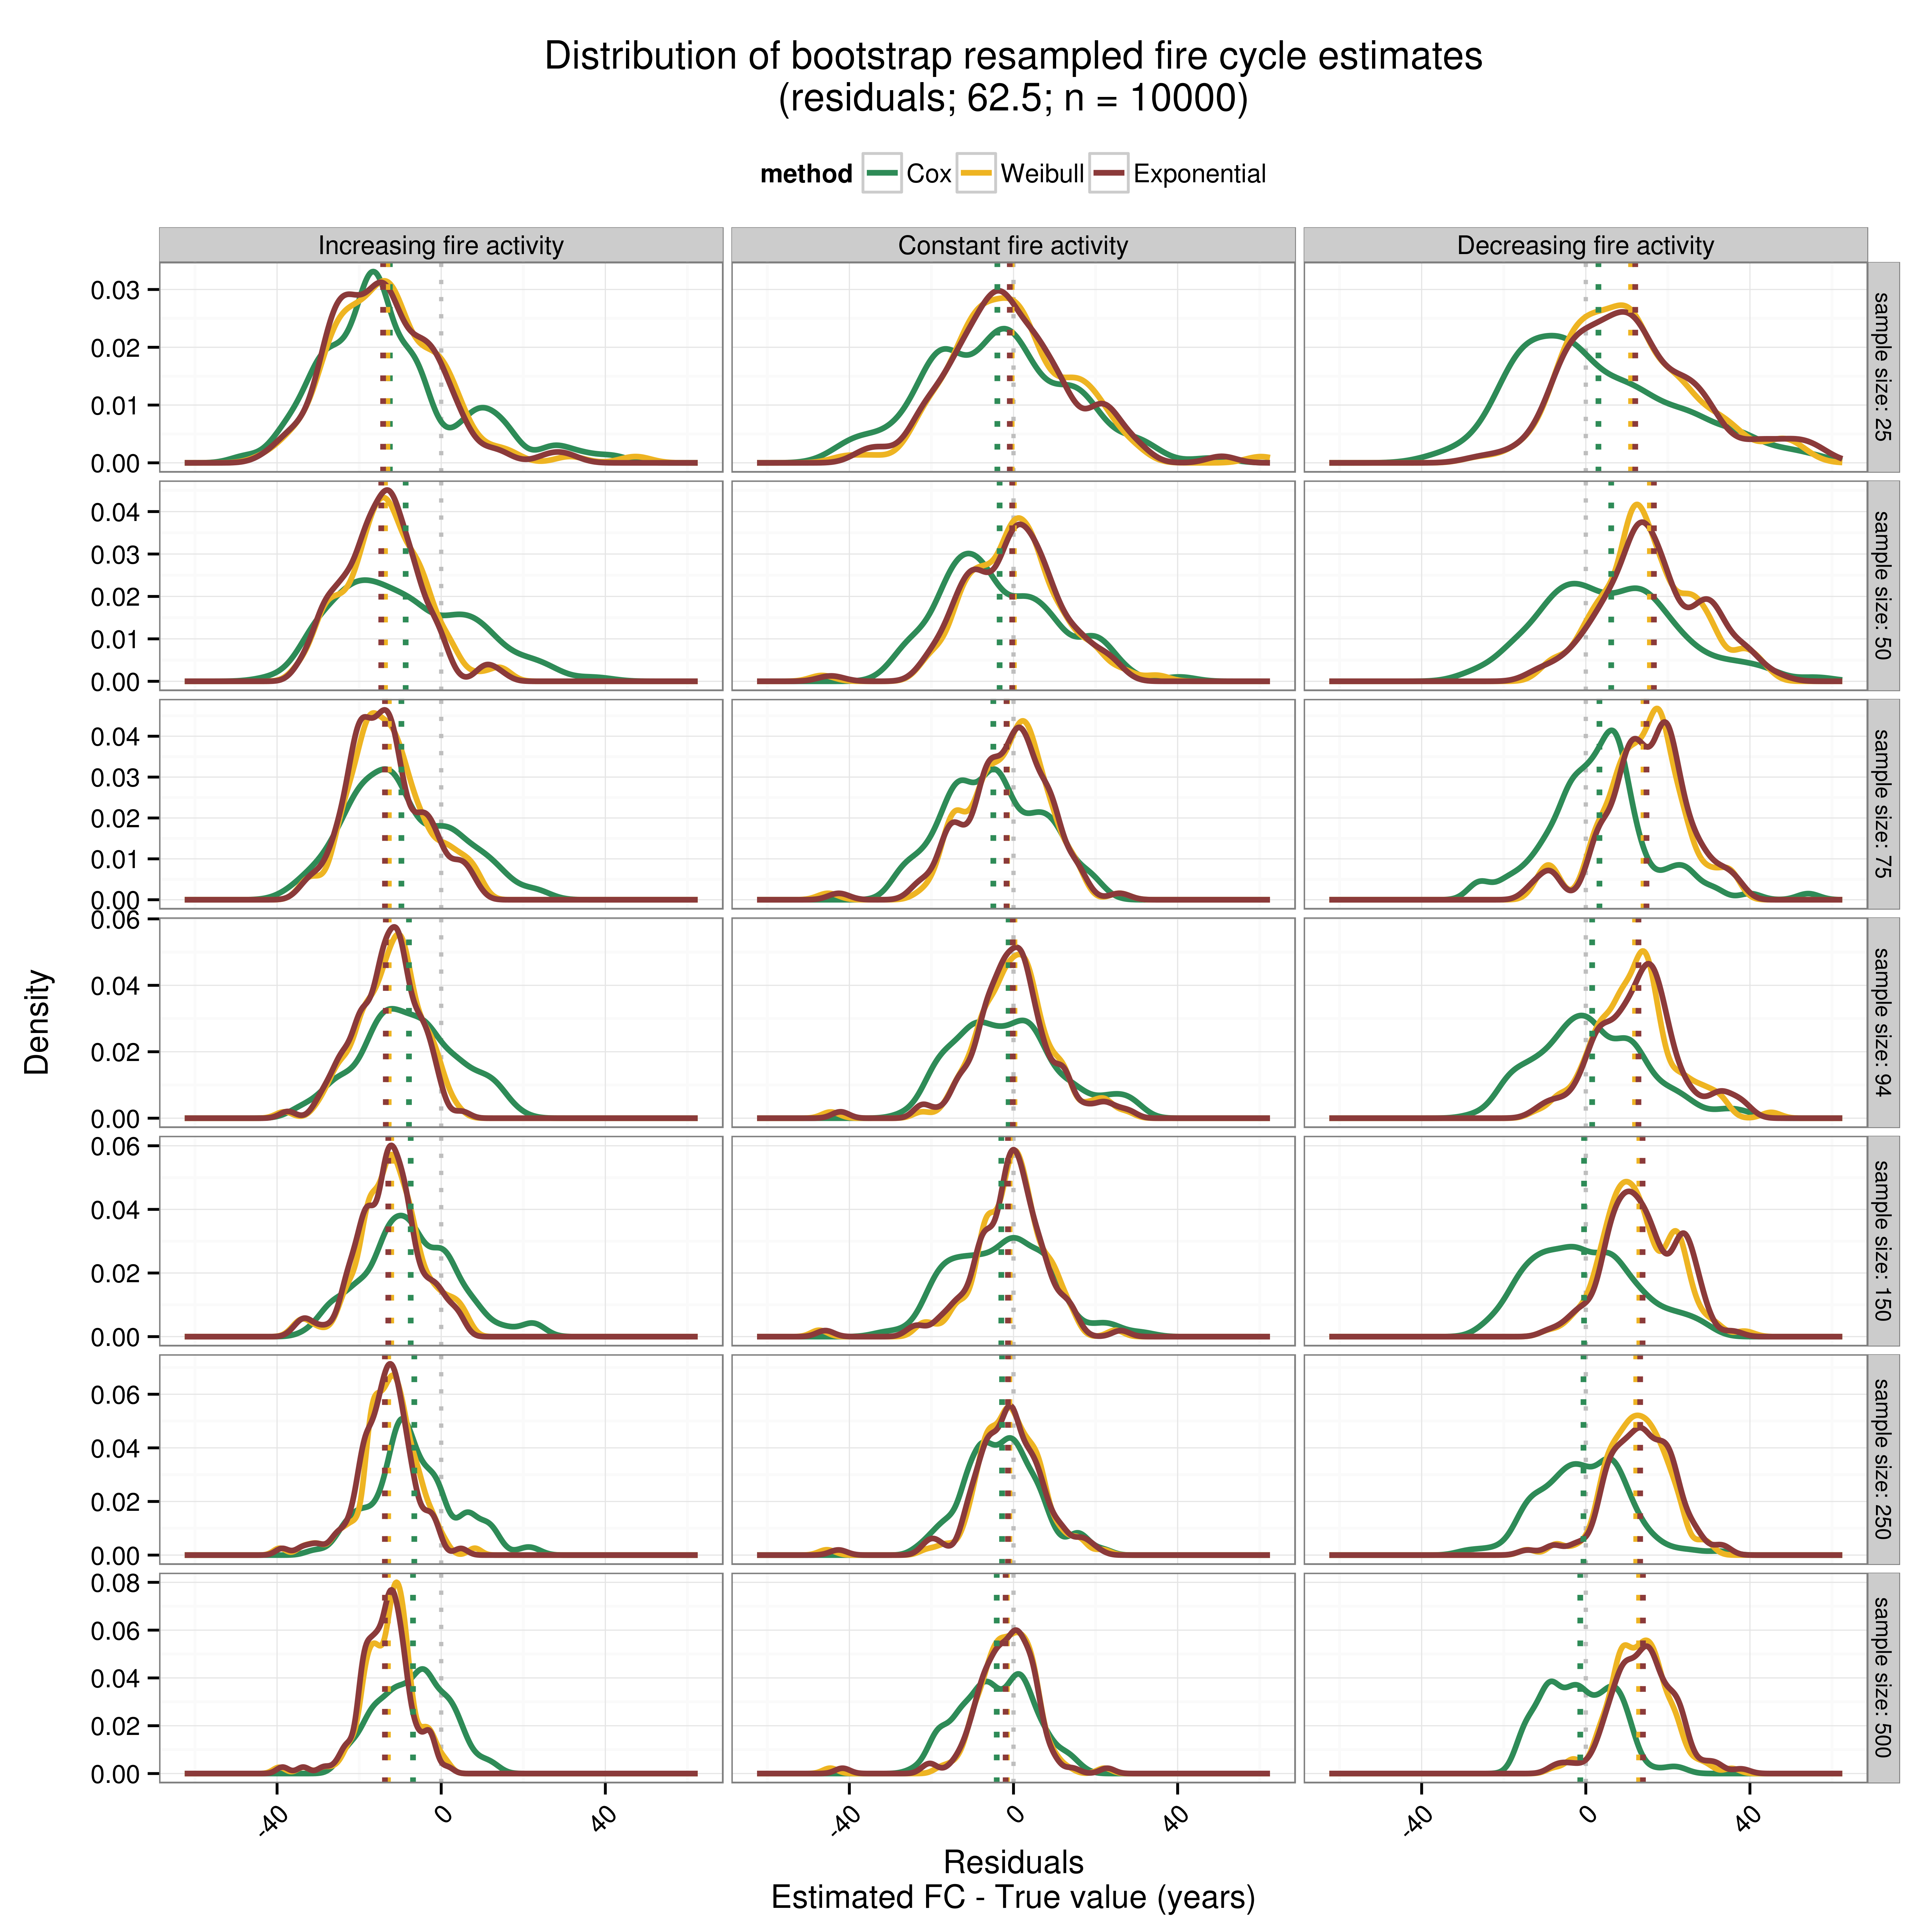 Distribution of bootstrap resampled fire cycle estimates
(residuals; 62.5; n = 10000)
method Cox Weibull Exponential
Increasing fire activity Constant fire activity Decreasing fire activity
0.03
0.02
0.01
0.00
sample size: 25
0.04
0.03
0.02
0.01
0.00
sample size: 50
0.04
0.03
0.02
0.01
0.00
sample size: 75
0.06
0.04
0.02
0.00
sample size: 94
0.06
0.04
0.02
0.00
sample size: 150
0.06
0.04
0.02
0.00
sample size: 250
0.08
0.06
0.04
0.02
0.00
sample size: 500
Density
-40 0 40 -40 0 40 -40 0 40
Residuals
Estimated FC - True value (years)